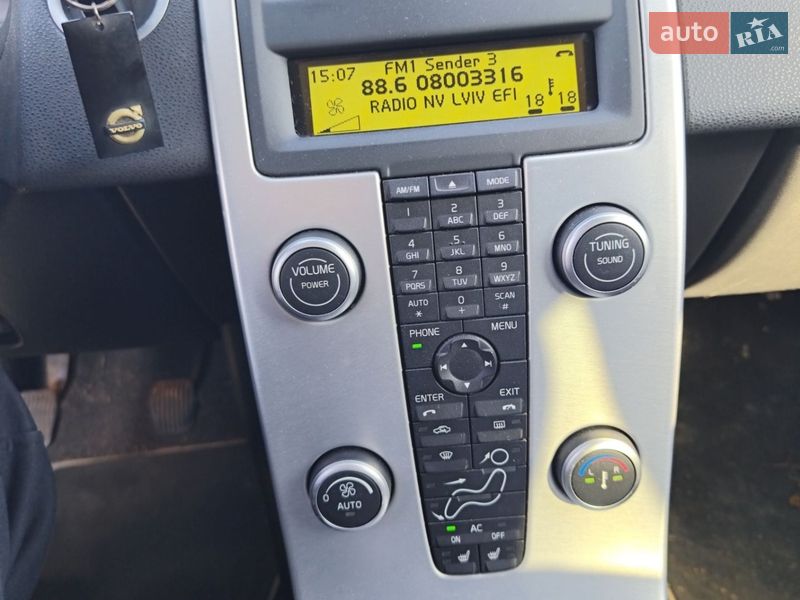 auto RIA
VOLVO
15:07
FM1 Sender 3
88.6 08003316
RADIO NV LVIV EFI
18 18
AM/FM
MODE
1
2 ABC
3 DEF
4 GHI
5 JKL
6 MNO
7 PQRS
8 TUV
9 WXYZ
AUTO *
0 +
SCAN #
VOLUME
POWER
TUNING
SOUND
PHONE
MENU
ENTER
EXIT
0
AUTO
L R
AC
ON OFF